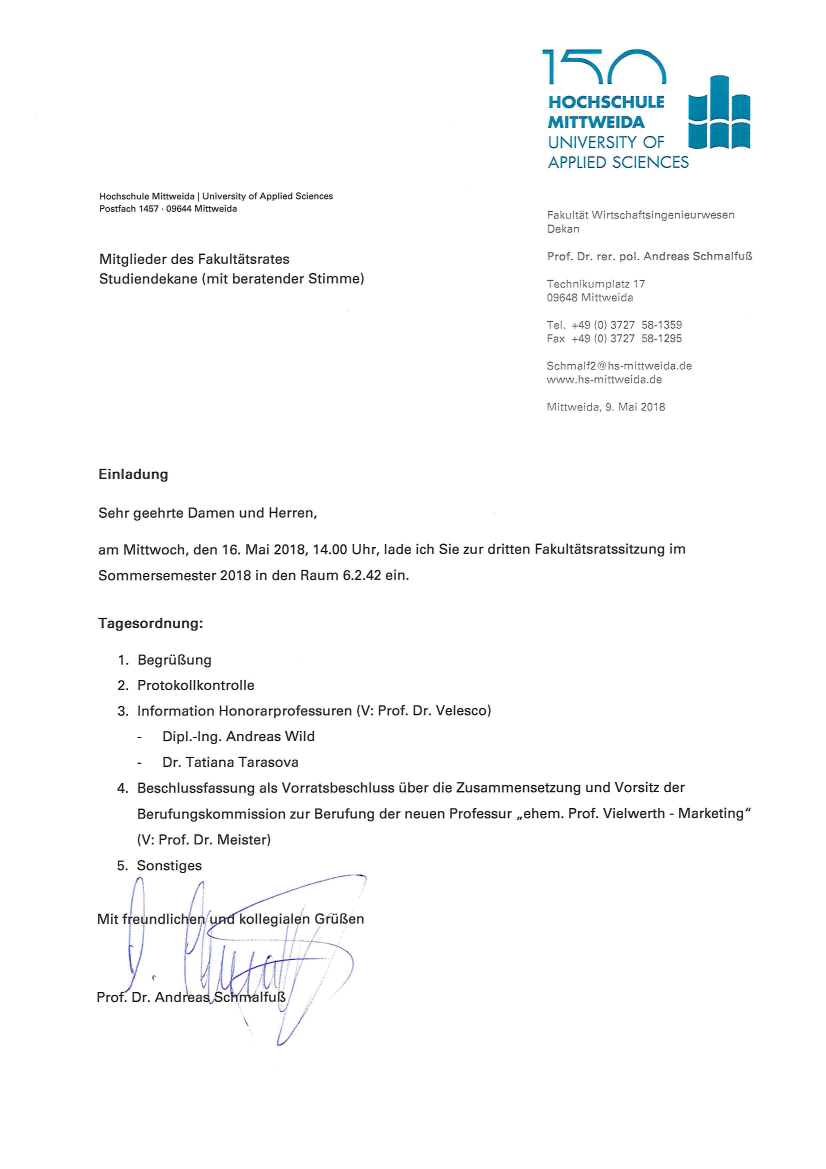 150
HOCHSCHULE
MITTWEIDA
UNIVERSITY OF
APPLIED SCIENCES
Hochschule Mittweida | University of Applied Sciences
Postfach 1457 · 09644 Mittweida
Mitglieder des Fakultätsrates
Studiendekane (mit beratender Stimme)
Fakultät Wirtschaftsingenieurwesen
Dekan
Prof. Dr. rer. pol. Andreas Schmalfuß
Technikumplatz 17
09648 Mittweida
Tel. +49 (0) 3727 58-1359
Fax +49 (0) 3727 58-1295
Schmalf2@hs-mittweida.de
www.hs-mittweida.de
Mittweida, 9. Mai 2018
Einladung
Sehr geehrte Damen und Herren,
am Mittwoch, den 16. Mai 2018, 14.00 Uhr, lade ich Sie zur dritten Fakultätsratssitzung im
Sommersemester 2018 in den Raum 6.2.42 ein.
Tagesordnung:
1. Begrüßung
2. Protokollkontrolle
3. Information Honorarprofessuren (V: Prof. Dr. Velesco)
- Dipl.-Ing. Andreas Wild
- Dr. Tatiana Tarasova
4. Beschlussfassung als Vorratsbeschluss über die Zusammensetzung und Vorsitz der
Berufungskommission zur Berufung der neuen Professur „ehem. Prof. Vielwerth - Marketing“
(V: Prof. Dr. Meister)
5. Sonstiges
Mit freundlichen und kollegialen Grüßen
Prof. Dr. Andreas Schmalfuß